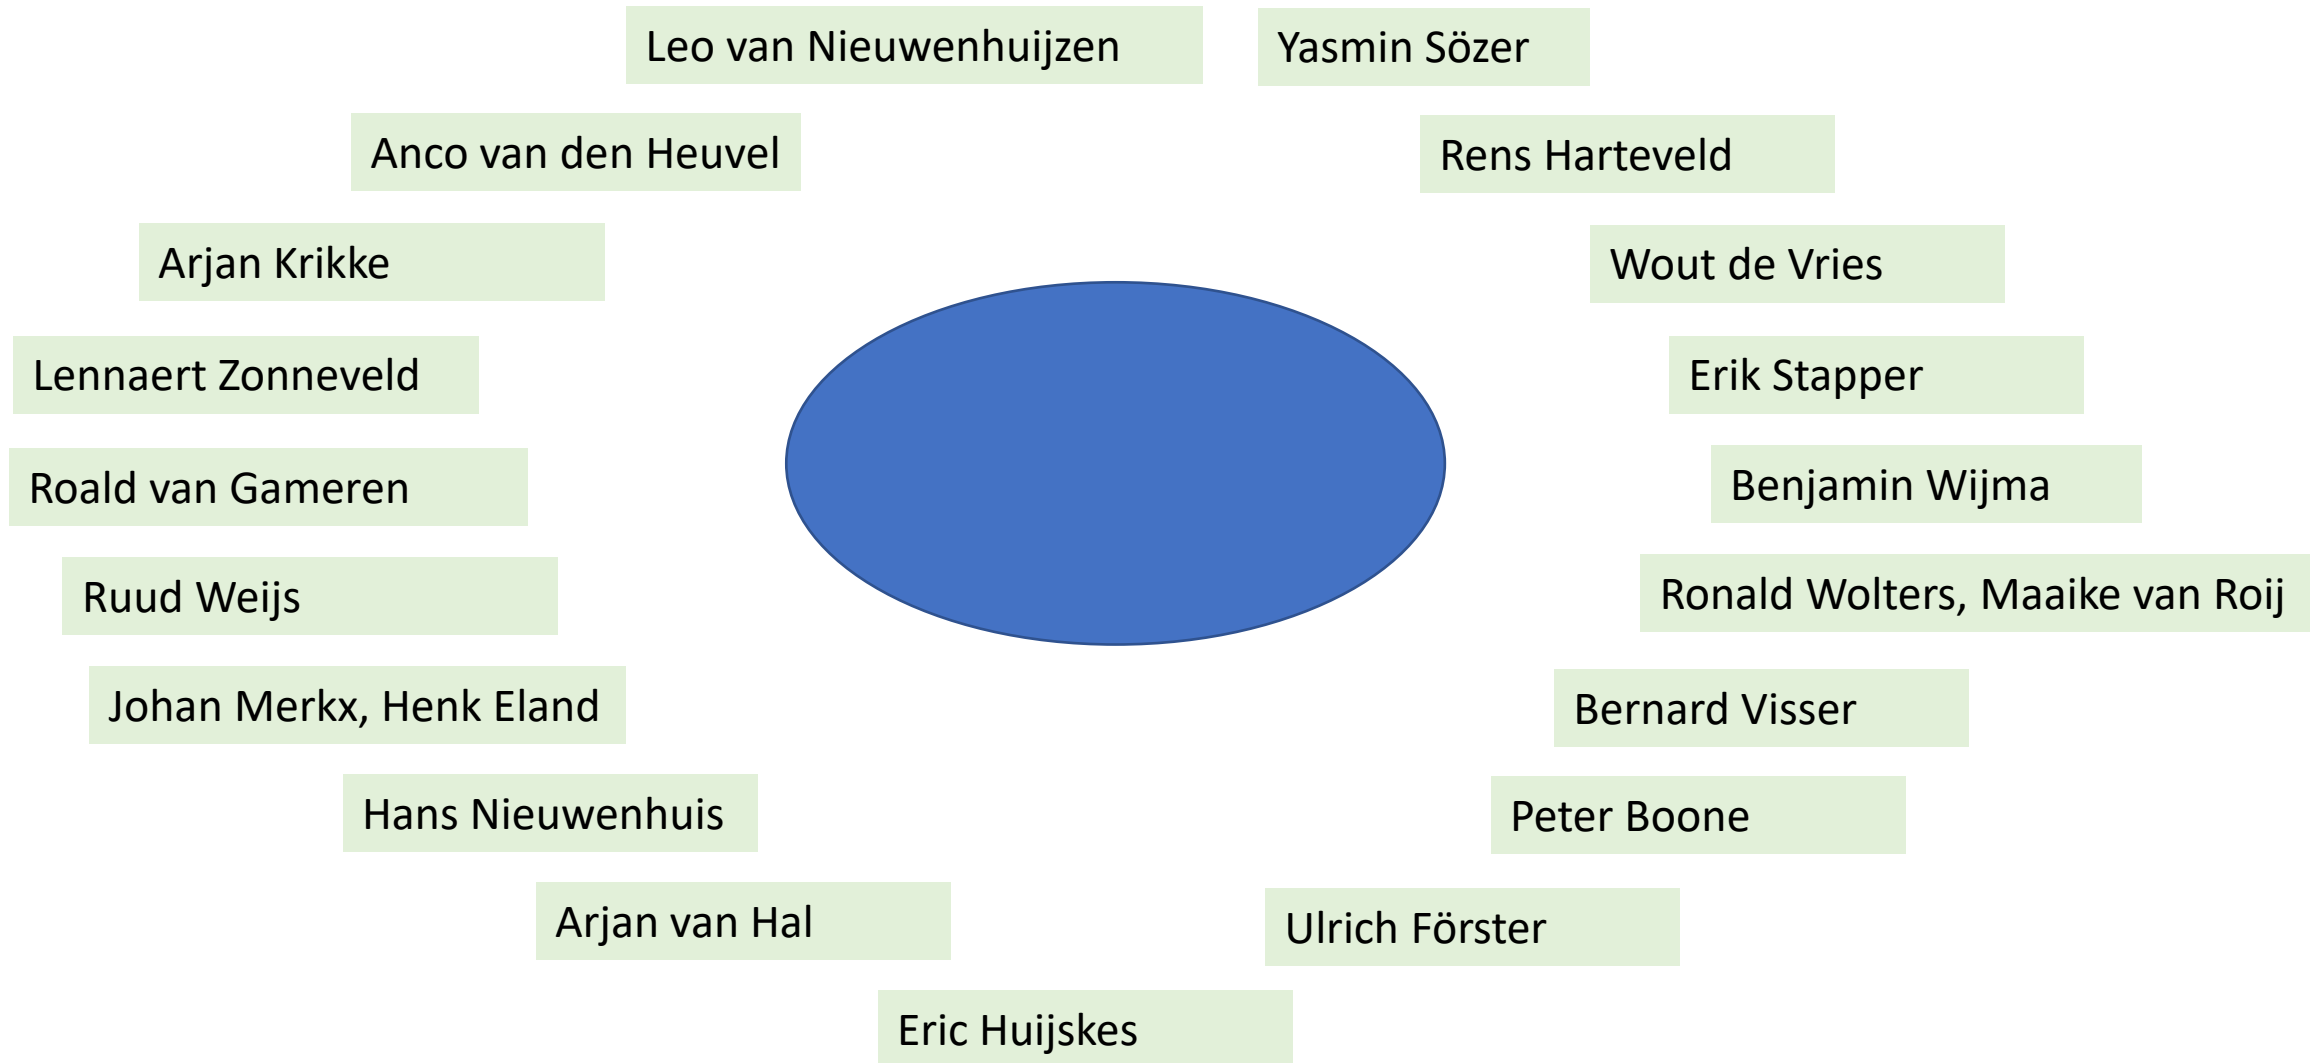 Leo van Nieuwenhuijzen
Yasmin Sözer
Anco van den Heuvel
Rens Harteveld
Arjan Krikke
Wout de Vries
Lennaert Zonneveld
Erik Stapper
Roald van Gameren
Benjamin Wijma
Ruud Weijs
Ronald Wolters, Maaike van Roij
Johan Merkx, Henk Eland
Bernard Visser
Hans Nieuwenhuis
Peter Boone
Arjan van Hal
Ulrich Förster
Eric Huijskes